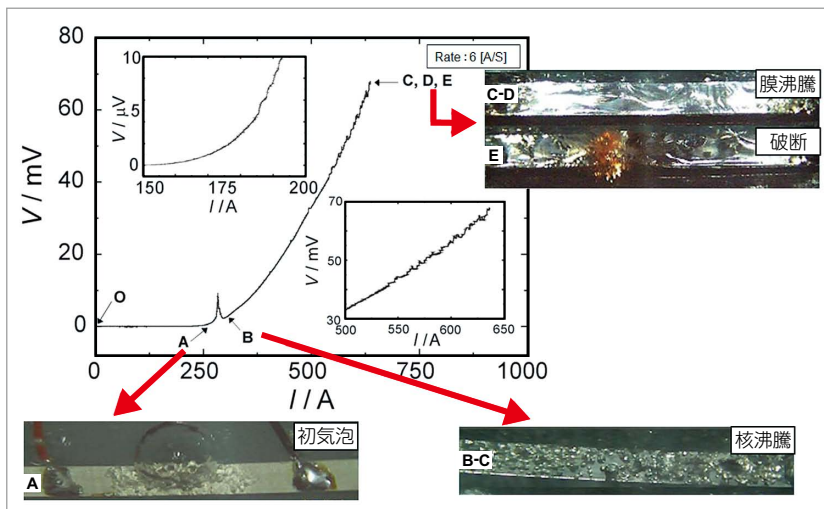 80
60
40
20
0
V / mV
0
250
500
750
1000
I / A
Rate : 6 [A/S]
10
5
0
V / μV
150
175
200
I / A
C, D, E
70
50
30
V / mV
500
550
600
650
I / A
O
A
B
C-D
膜沸騰
E
破断
初気泡
A
核沸騰
B-C